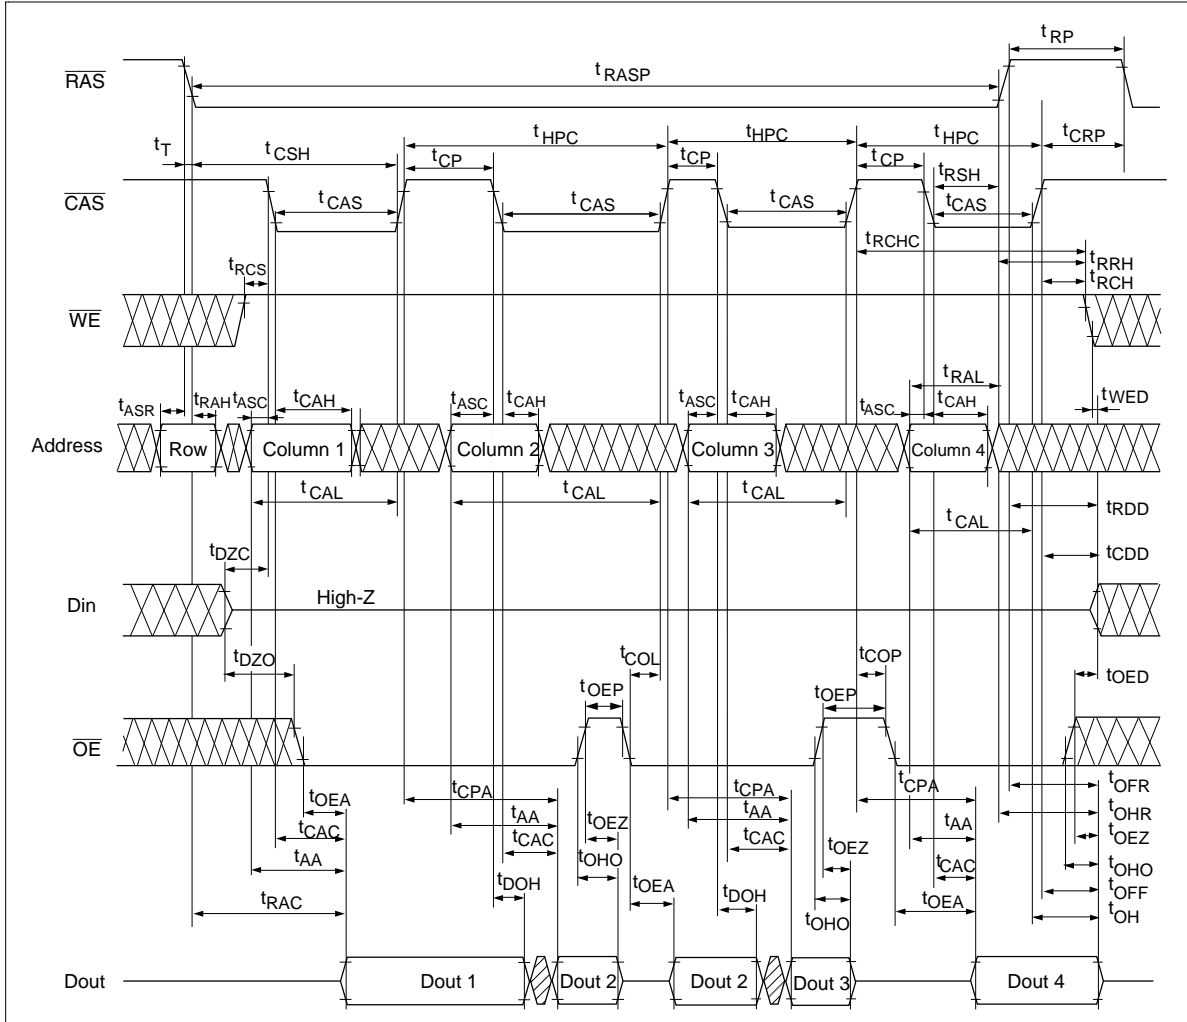 tRP
RAS
tRASP
tT
tCSH
tHPC
tHPC
tHPC
tCRP
tCP
tCP
tCP
tRSH
CAS
tCAS
tCAS
tCAS
tCAS
tRCHC
tRCS
tRRH
tRCH
WE
tRAL
tWED
tASR
tRAH
tASC
tCAH
tASC
tCAH
tASC
tCAH
tASC
tCAH
Address
Row
Column 1
Column 2
Column 3
Column 4
tCAL
tCAL
tCAL
tCAL
tRDD
tDZC
tCDD
Din
High-Z
tDZO
tCOL
tCOP
tOED
tOEP
tOEP
OE
tOEA
tCPA
tCPA
tCPA
tOFR
tCAC
tAA
tAA
tAA
tOHR
tOEZ
tOEZ
tAA
tCAC
tCAC
tOEZ
tOHO
tCAC
tOHO
tRAC
tDOH
tOEA
tDOH
tOHO
tOEA
tOFF
tOH
Dout
Dout 1
Dout 2
Dout 2
Dout 3
Dout 4